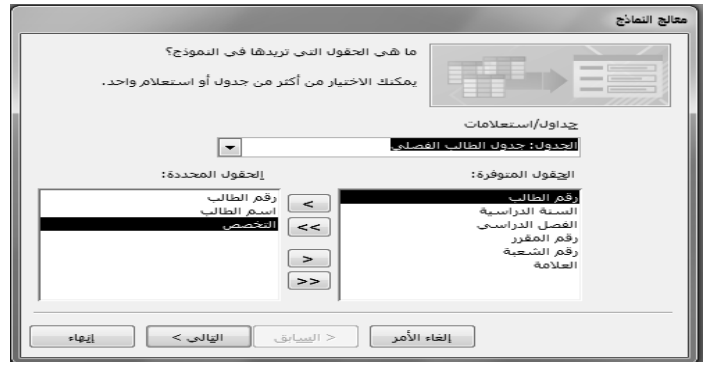 معالج النماذج
ما هي الحقول التي تريدها في النموذج؟
يمكنك الاختيار من أكثر من جدول أو استعلام واحد.
جداول/استعلامات
الجدول: جدول الطالب الفصلي
الحقول المتوفرة:
رقم الطالب
السنة الدراسية
الفصل الدراسي
رقم المقرر
رقم الشعبة
العلامة
>
>>
<
<<
الحقول المحددة:
رقم الطالب
اسم الطالب
التخصص
إلغاء الأمر
< السابق
التالي >
إنهاء